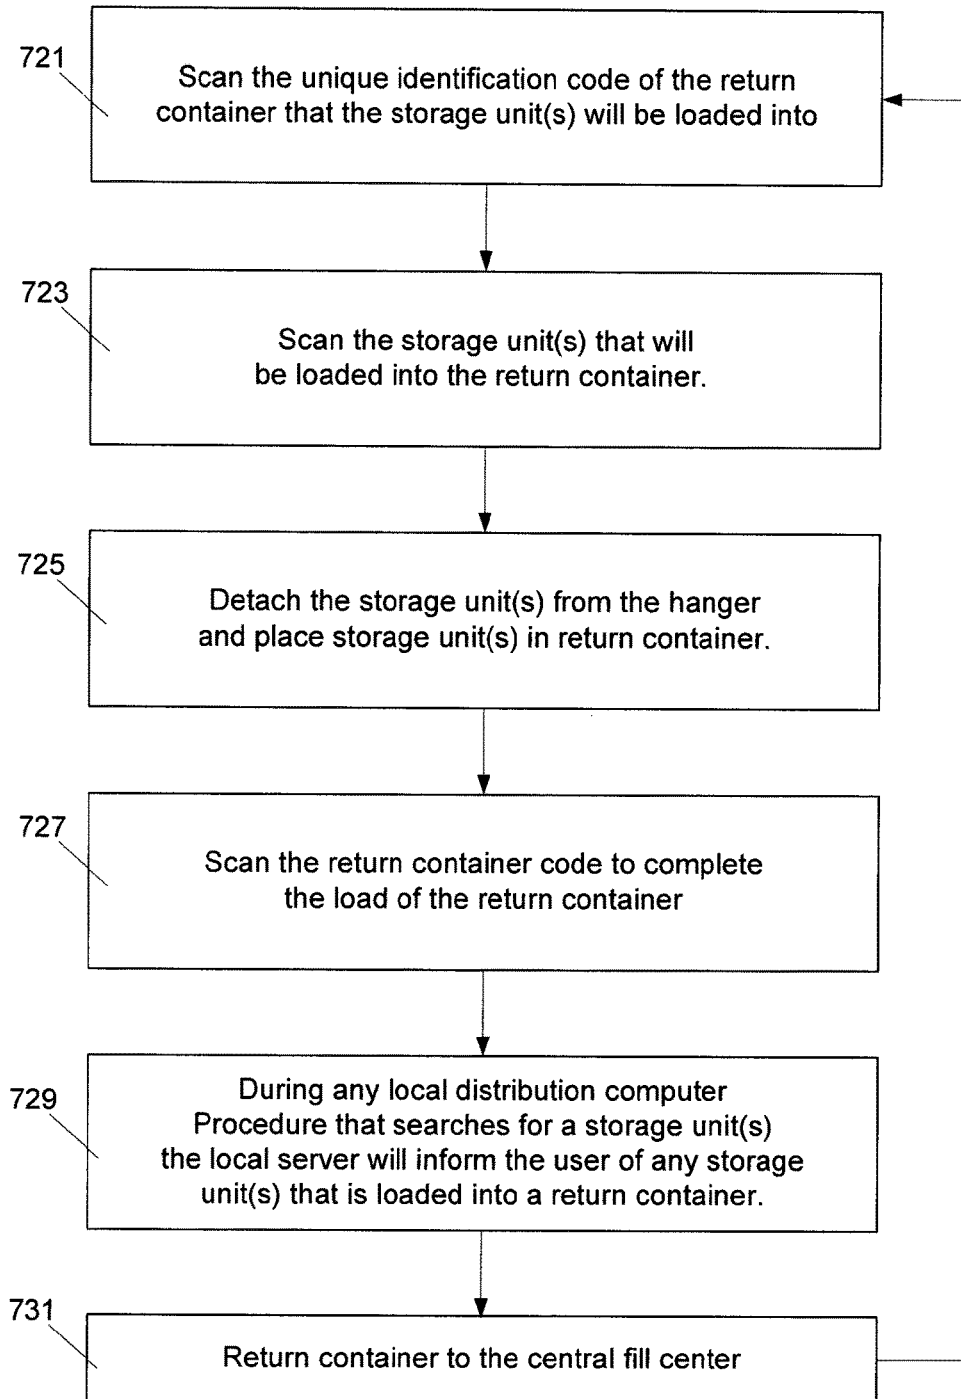 721
Scan the unique identification code of the return
container that the storage unit(s) will be loaded into
723
Scan the storage unit(s) that will
be loaded into the return container.
725
Detach the storage unit(s) from the hanger
and place storage unit(s) in return container.
727
Scan the return container code to complete
the load of the return container
729
During any local distribution computer
Procedure that searches for a storage unit(s)
the local server will inform the user of any storage
unit(s) that is loaded into a return container.
731
Return container to the central fill center